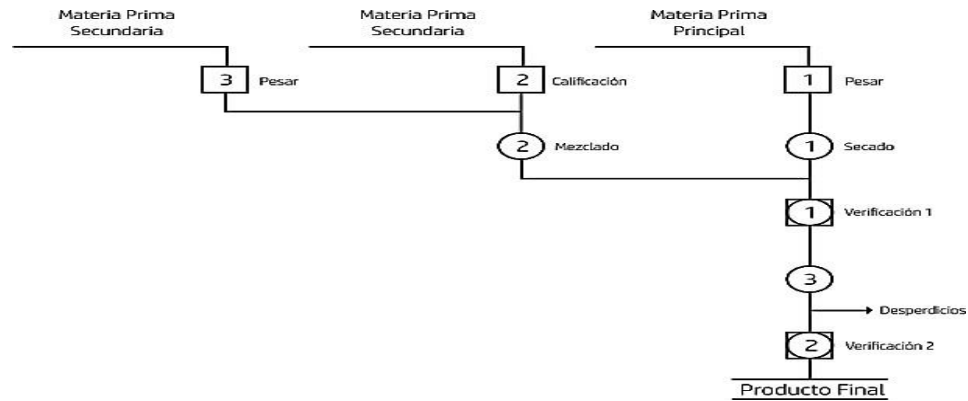 Materia Prima
Secundaria
Materia Prima
Secundaria
Materia Prima
Principal
3 Pesar
2 Calificación
1 Pesar
2 Mezclado
1 Secado
1 Verificación 1
3
Desperdicios
2 Verificación 2
Producto Final